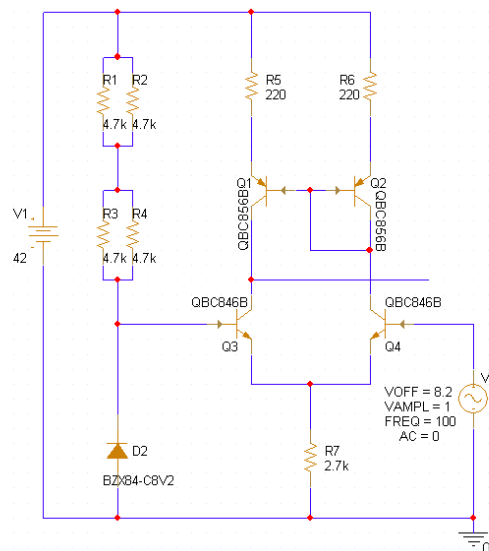 R1
R2
4.7k
4.7k
R3
R4
4.7k
4.7k
V1
42
R5
220
R6
220
Q1
QBC856B
Q2
QBC856B
QBC846B
Q3
QBC846B
Q4
VOFF = 8.2
VAMPL = 1
FREQ = 100
AC = 0
V
D2
BZX84-C8V2
R7
2.7k
0